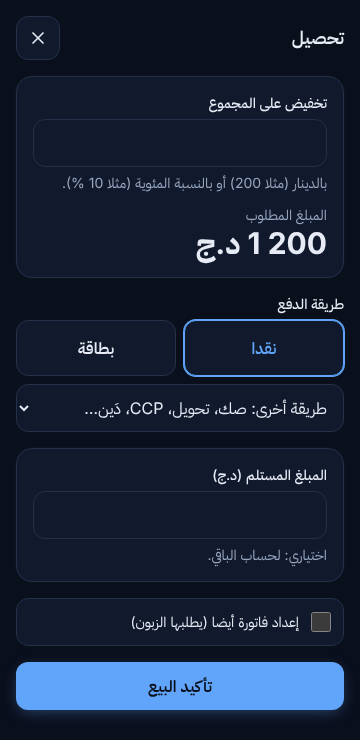 تحصيل
تخفيض على المجموع
بالدينار (مثلا 200) أو بالنسبة المئوية (مثلا 10 %).
المبلغ المطلوب
1 200 د.ج
طريقة الدفع
نقدا
بطاقة
طريقة أخرى: صك، تحويل، CCP، دَين...
المبلغ المستلم (د.ج)
اختياري: لحساب الباقي.
إعداد فاتورة أيضا (يطلبها الزبون)
تأكيد البيع